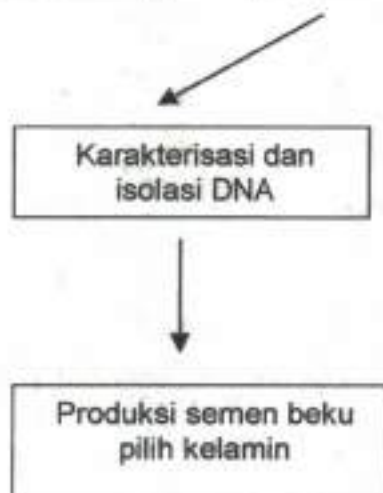 Karakterisasi dan
isolasi DNA
Produksi semen beku
pilih kelamin